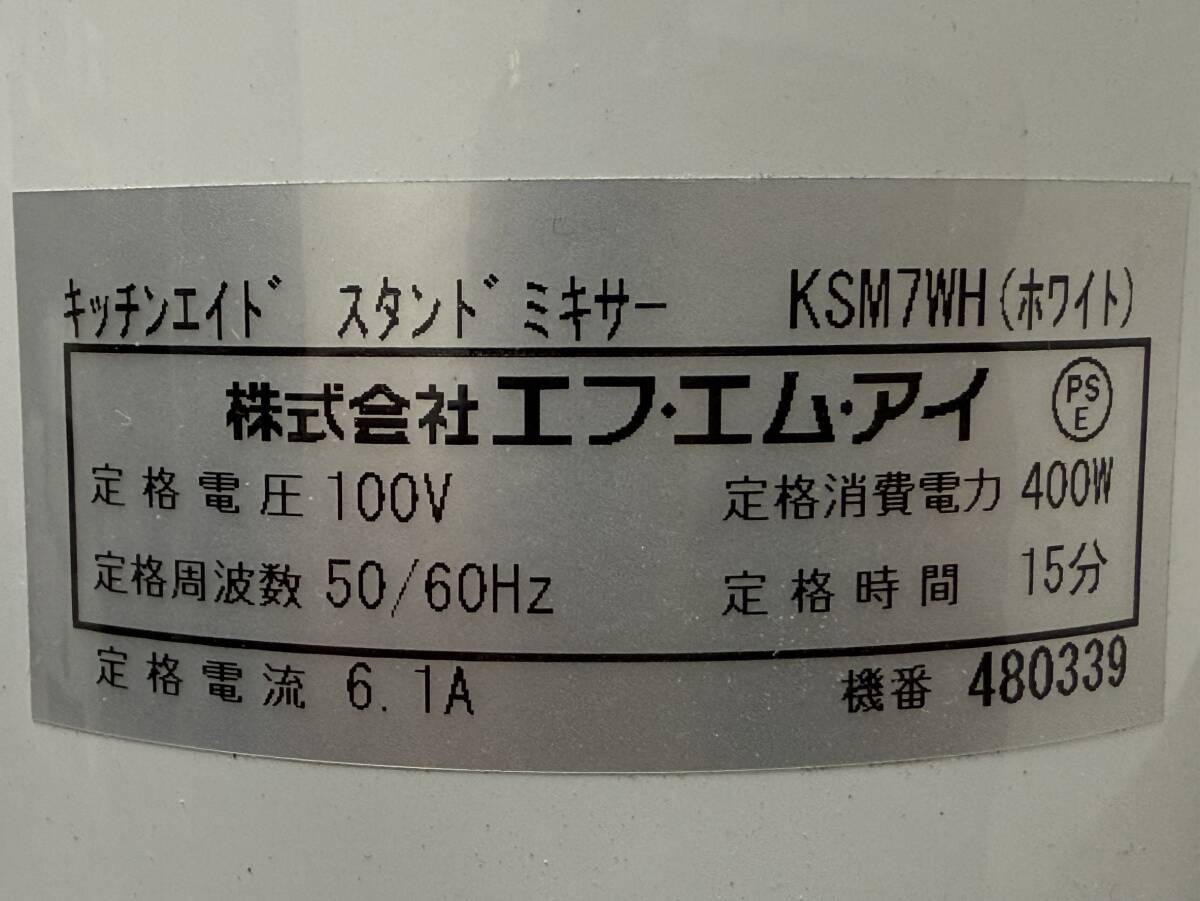 ｷｯﾁﾝｴｲﾄﾞ ｽﾀﾝﾄﾞﾐｷｻｰ KSM7WH(ﾎﾜｲﾄ)
株式会社エフ・エム・アイ PSE
定格電圧 100V 定格消費電力 400W
定格周波数 50/60Hz 定格時間 15分
定格電流 6.1A 機番 480339